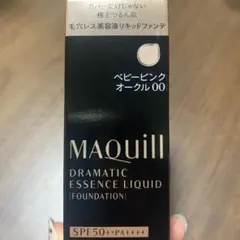 カバーだけじゃない
極上つるん肌
毛穴レス美容液リキッドファンデ
ベビーピンク
オークル00
MAQuill
DRAMATIC
ESSENCE LIQUID
[FOUNDATION]
SPF50+・PA++++